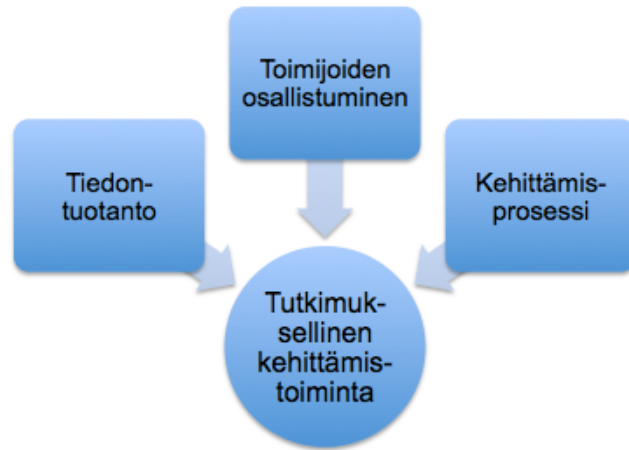 Toimijoiden
osallistuminen
Tiedon-
tuotanto
Kehittämis-
prosessi
Tutkimuk-
sellinen
kehittämis-
toiminta